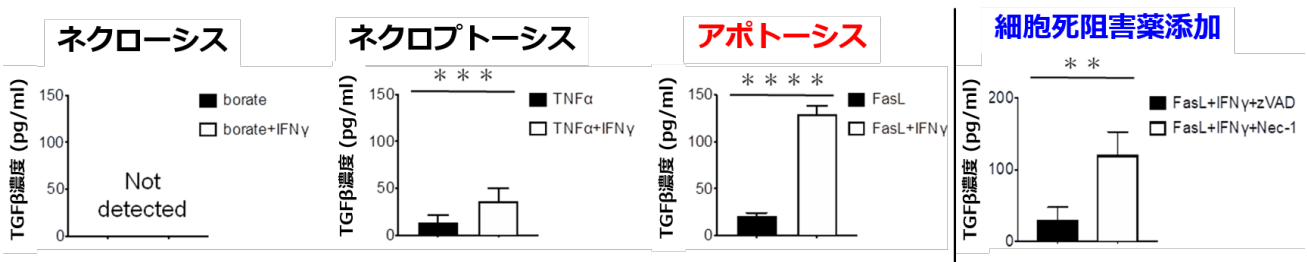 ネクローシス
TGFβ濃度 (pg/ml)
150
100
50
0
borate
borate+IFNγ
Not
detected
ネクロプトーシス
TGFβ濃度 (pg/ml)
150
100
50
0
＊＊＊
TNFα
TNFα+IFNγ
アポトーシス
TGFβ濃度 (pg/ml)
150
100
50
0
＊＊＊＊
FasL
FasL+IFNγ
細胞死阻害薬添加
TGFβ濃度 (pg/ml)
200
100
0
＊＊
FasL+IFNγ+zVAD
FasL+IFNγ+Nec-1